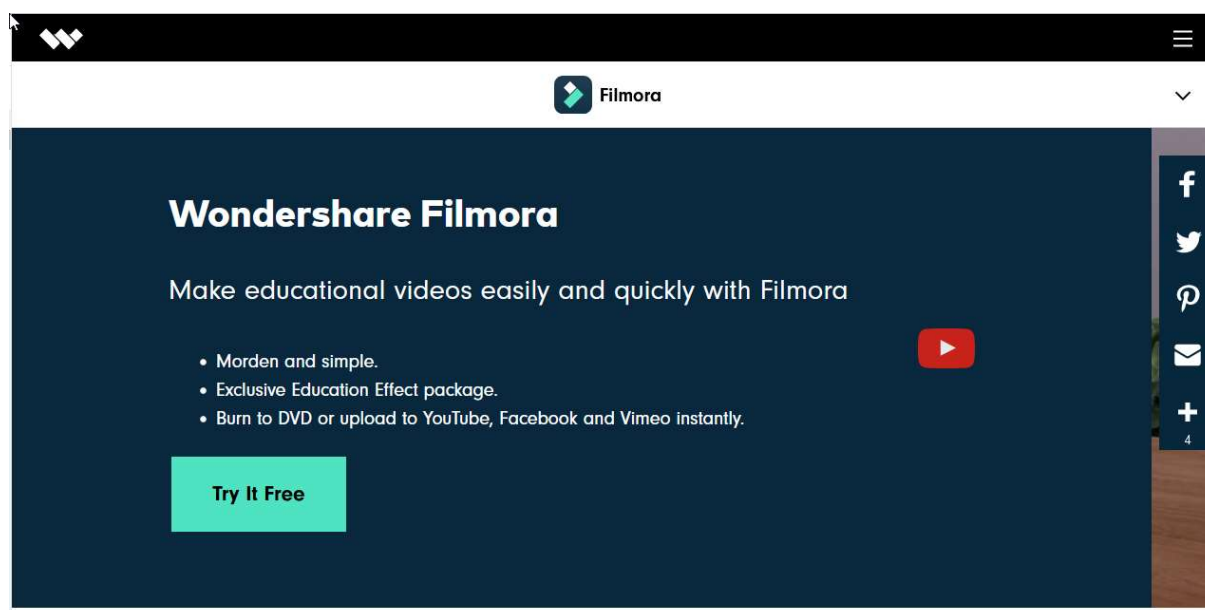 Filmora
Wondershare Filmora
Make educational videos easily and quickly with Filmora
• Morden and simple.
• Exclusive Education Effect package.
• Burn to DVD or upload to YouTube, Facebook and Vimeo instantly.
Try It Free
4